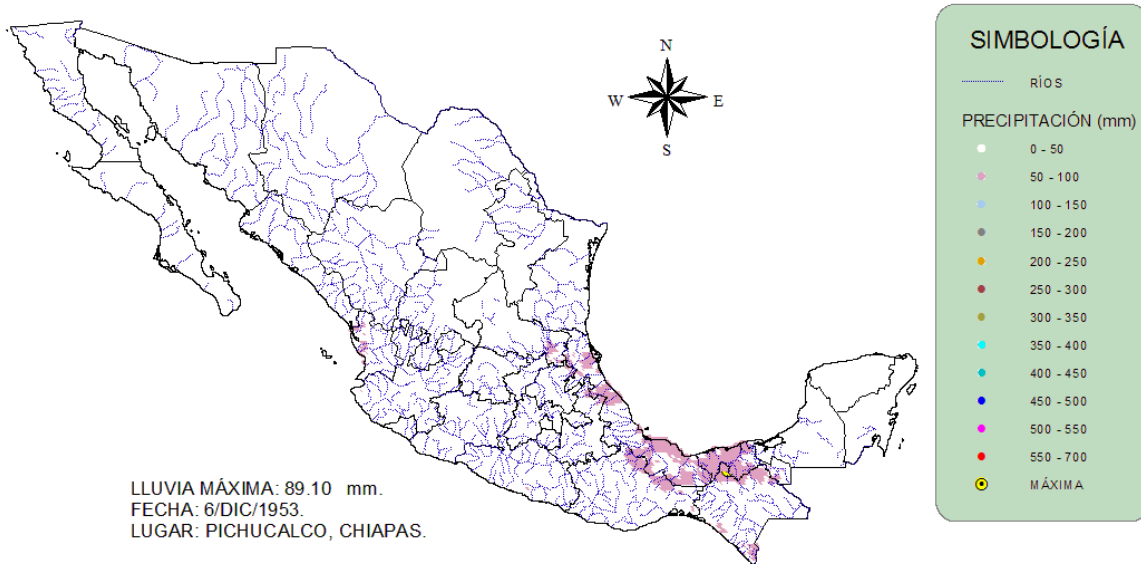 N
W E
S
SIMBOLOGÍA
RÍOS
PRECIPITACIÓN (mm)
0 - 50
50 - 100
100 - 150
150 - 200
200 - 250
250 - 300
300 - 350
350 - 400
400 - 450
450 - 500
500 - 550
550 - 700
MÁXIMA
LLUVIA MÁXIMA: 89.10 mm.
FECHA: 6/DIC/1953.
LUGAR: PICHUCALCO, CHIAPAS.